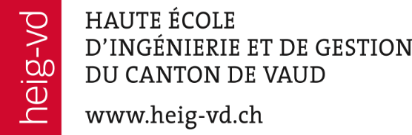 heig-vd
HAUTE ÉCOLE
D'INGÉNIERIE ET DE GESTION
DU CANTON DE VAUD
www.heig-vd.ch